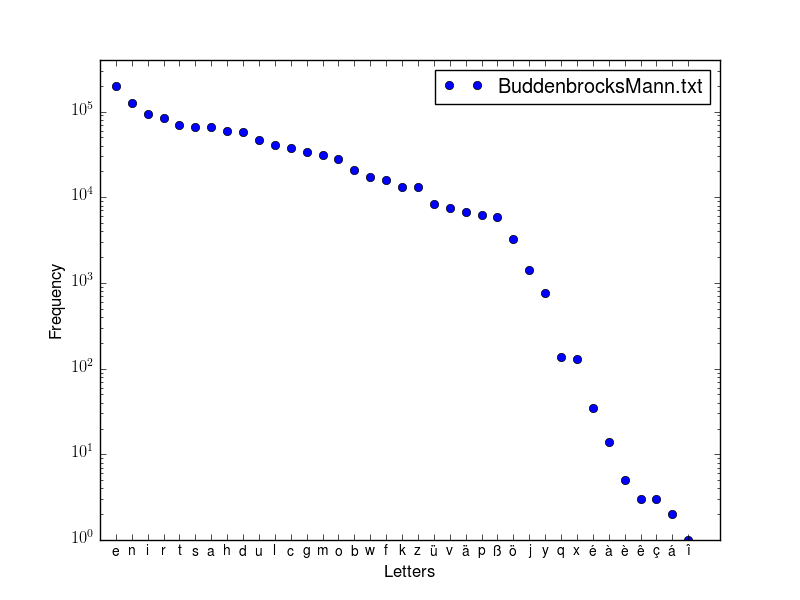 BuddenbrocksMann.txt
10^5
10^4
10^3
10^2
10^1
10^0
Frequency
e n i r t s a h d u l c g m o b w f k z ü v ä p ß ö j y q x é à è ê ç á î
Letters